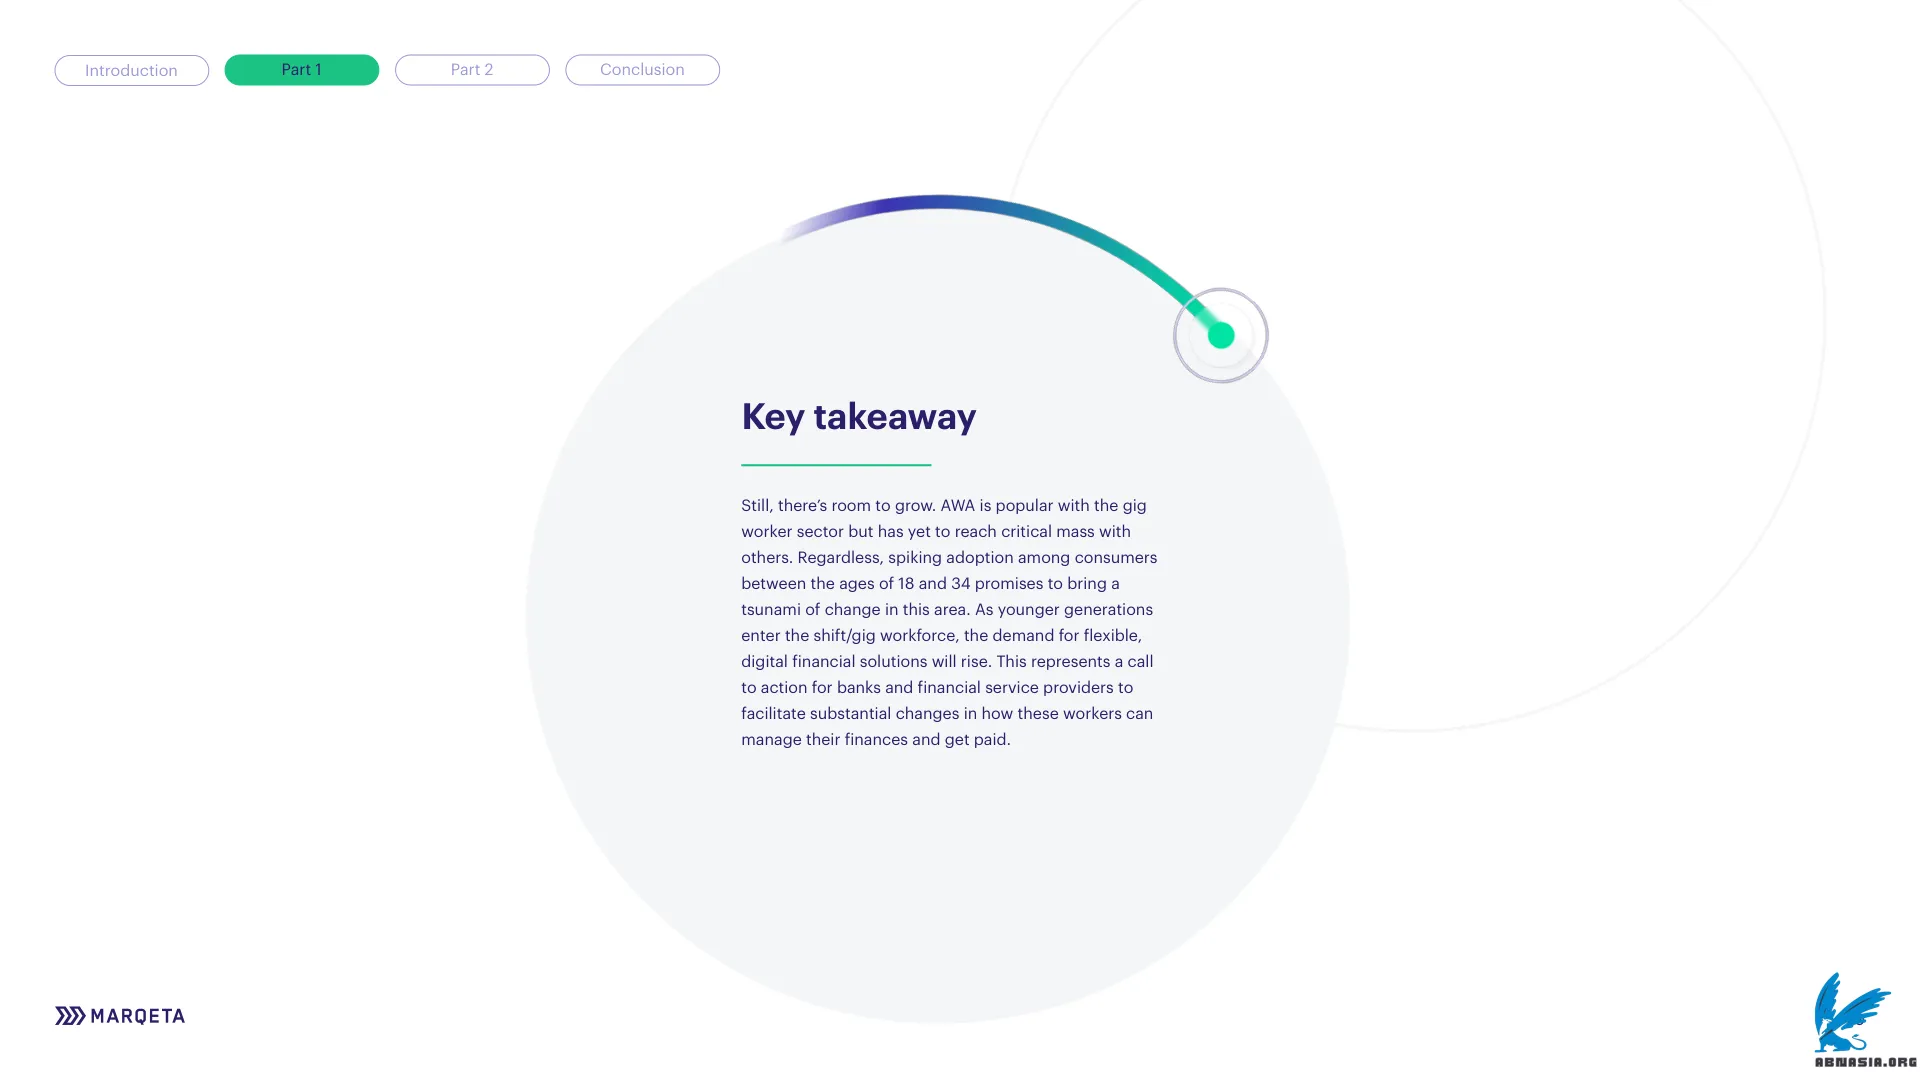 Introduction
Part 1
Part 2
Conclusion
Key takeaway
Still, there’s room to grow. AWA is popular with the gig
worker sector but has yet to reach critical mass with
others. Regardless, spiking adoption among consumers
between the ages of 18 and 34 promises to bring a
tsunami of change in this area. As younger generations
enter the shift/gig workforce, the demand for flexible,
digital financial solutions will rise. This represents a call
to action for banks and financial service providers to
facilitate substantial changes in how these workers can
manage their finances and get paid.
MARQETA
ABNASIA.ORG